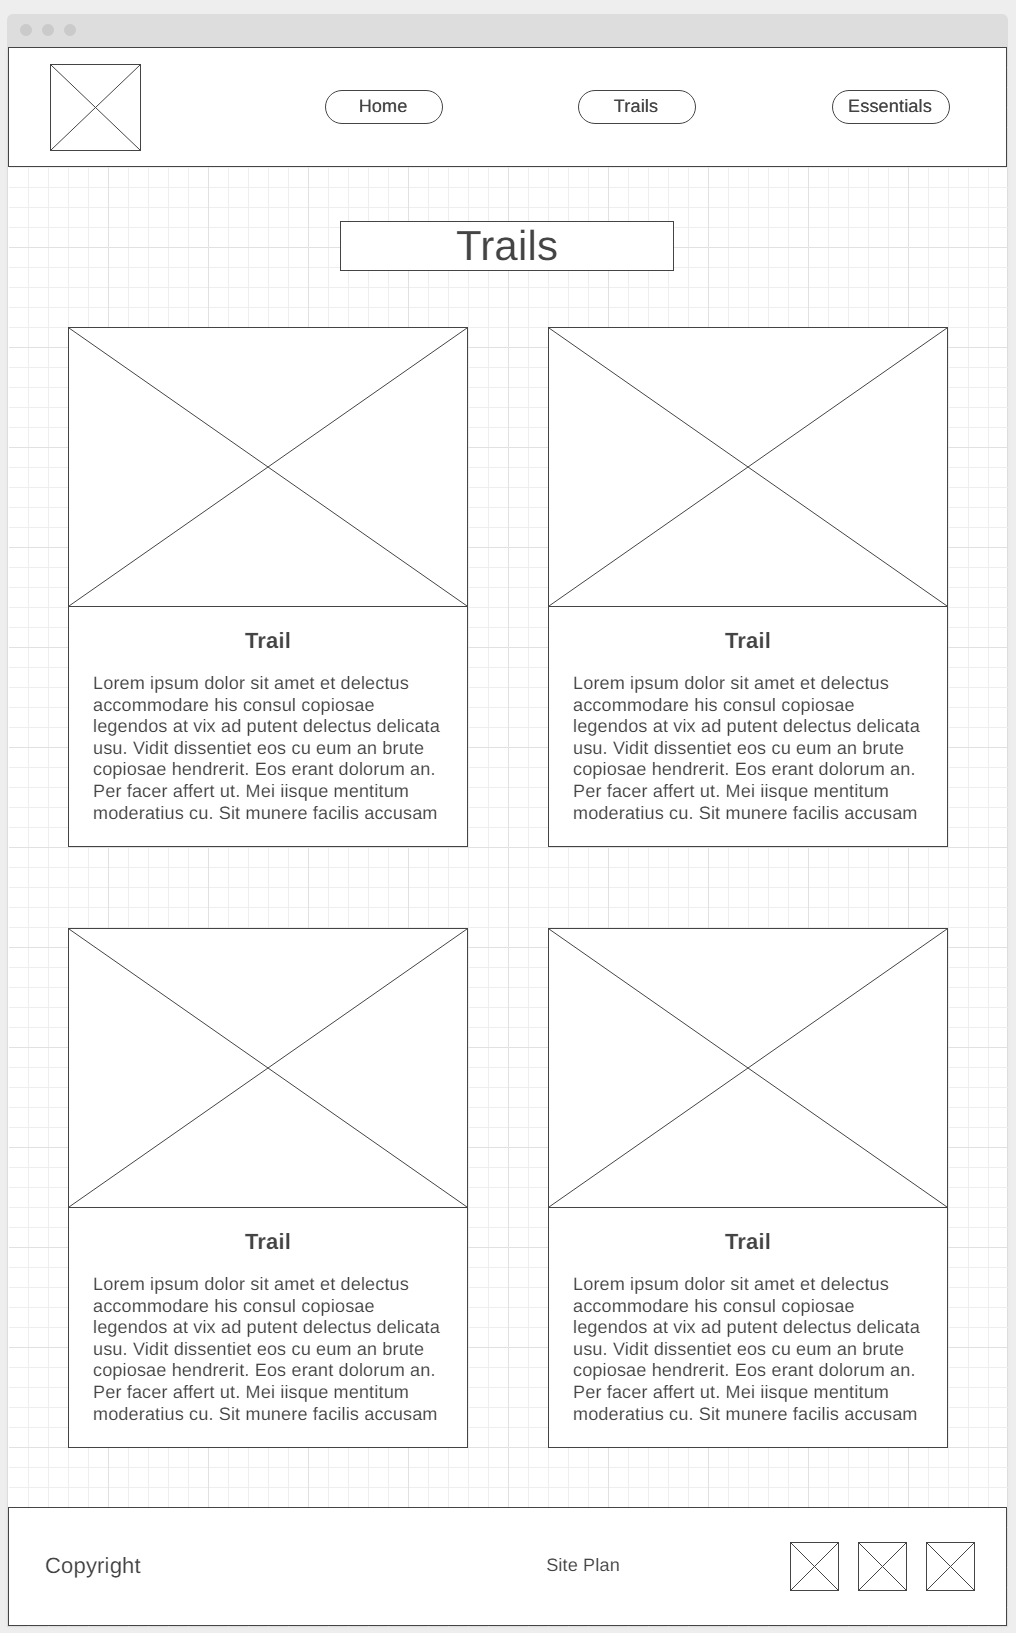 Home
Trails
Essentials
Trails
Trail
Lorem ipsum dolor sit amet et delectus
accommodare his consul copiosae
legendos at vix ad putent delectus delicata
usu. Vidit dissentiet eos cu eum an brute
copiosae hendrerit. Eos erant dolorum an.
Per facer affert ut. Mei iisque mentitum
moderatius cu. Sit munere facilis accusam
Trail
Lorem ipsum dolor sit amet et delectus
accommodare his consul copiosae
legendos at vix ad putent delectus delicata
usu. Vidit dissentiet eos cu eum an brute
copiosae hendrerit. Eos erant dolorum an.
Per facer affert ut. Mei iisque mentitum
moderatius cu. Sit munere facilis accusam
Trail
Lorem ipsum dolor sit amet et delectus
accommodare his consul copiosae
legendos at vix ad putent delectus delicata
usu. Vidit dissentiet eos cu eum an brute
copiosae hendrerit. Eos erant dolorum an.
Per facer affert ut. Mei iisque mentitum
moderatius cu. Sit munere facilis accusam
Trail
Lorem ipsum dolor sit amet et delectus
accommodare his consul copiosae
legendos at vix ad putent delectus delicata
usu. Vidit dissentiet eos cu eum an brute
copiosae hendrerit. Eos erant dolorum an.
Per facer affert ut. Mei iisque mentitum
moderatius cu. Sit munere facilis accusam
Copyright
Site Plan